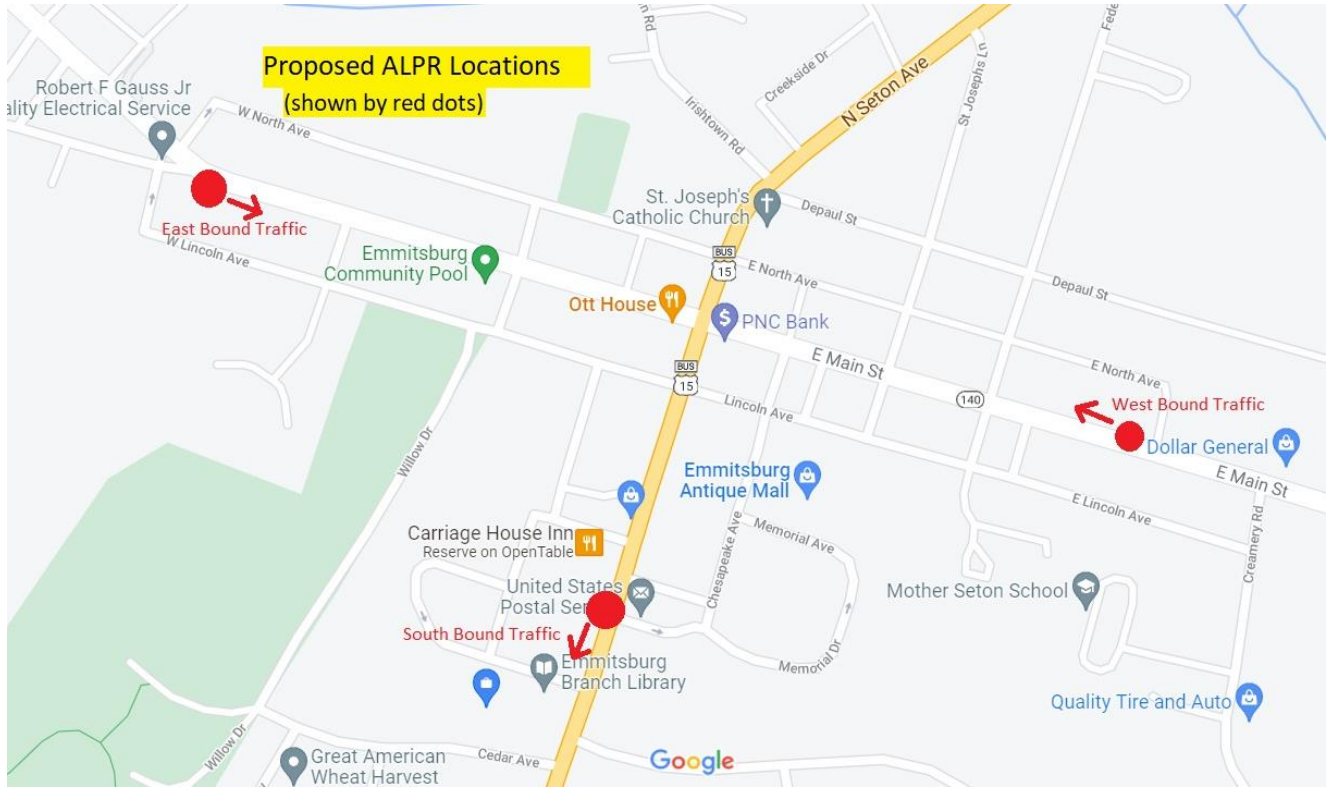 Proposed ALPR Locations
(shown by red dots)
Robert F Gauss Jr
ality Electrical Service
W North Ave
East Bound Traffic
W Lincoln Ave
Emmitsburg
Community Pool
Irishtown Rd
Creekside Dr
N Seton Ave
St Josephs Ln
Fede
St. Joseph's
Catholic Church
Depaul St
BUS
15
E North Ave
Depaul St
Ott House
PNC Bank
E Main St
E North Ave
BUS
15
Lincoln Ave
140
West Bound Traffic
Dollar General
E Main St
Willow Dr
Emmitsburg
Antique Mall
E Lincoln Ave
Creamery Rd
Carriage House Inn
Reserve on OpenTable
Chesapeake Ave
Memorial Ave
United States
Postal Ser
Mother Seton School
South Bound Traffic
Emmitsburg
Branch Library
Memorial Dr
Quality Tire and Auto
Willow Dr
Great American
Wheat Harvest
Cedar Ave
Google